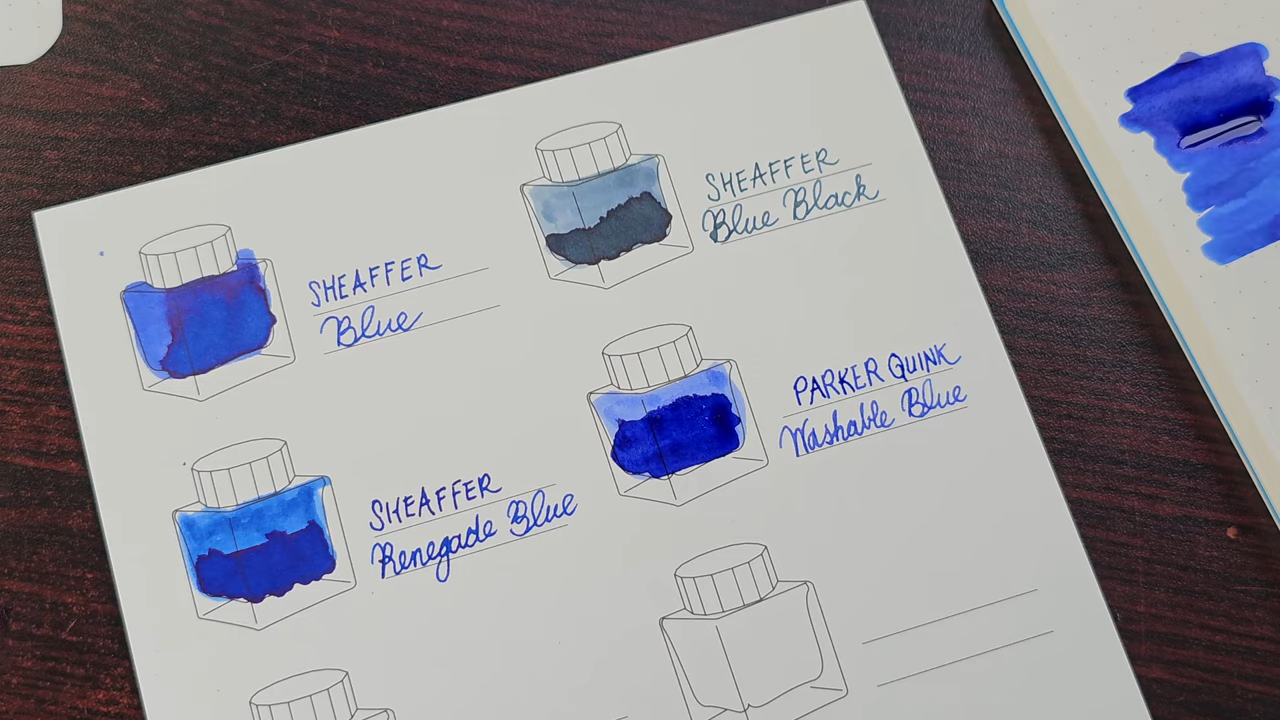 SHEAFFER
Blue
SHEAFFER
Blue Black
SHEAFFER
Renegade Blue
PARKER QUINK
Washable Blue